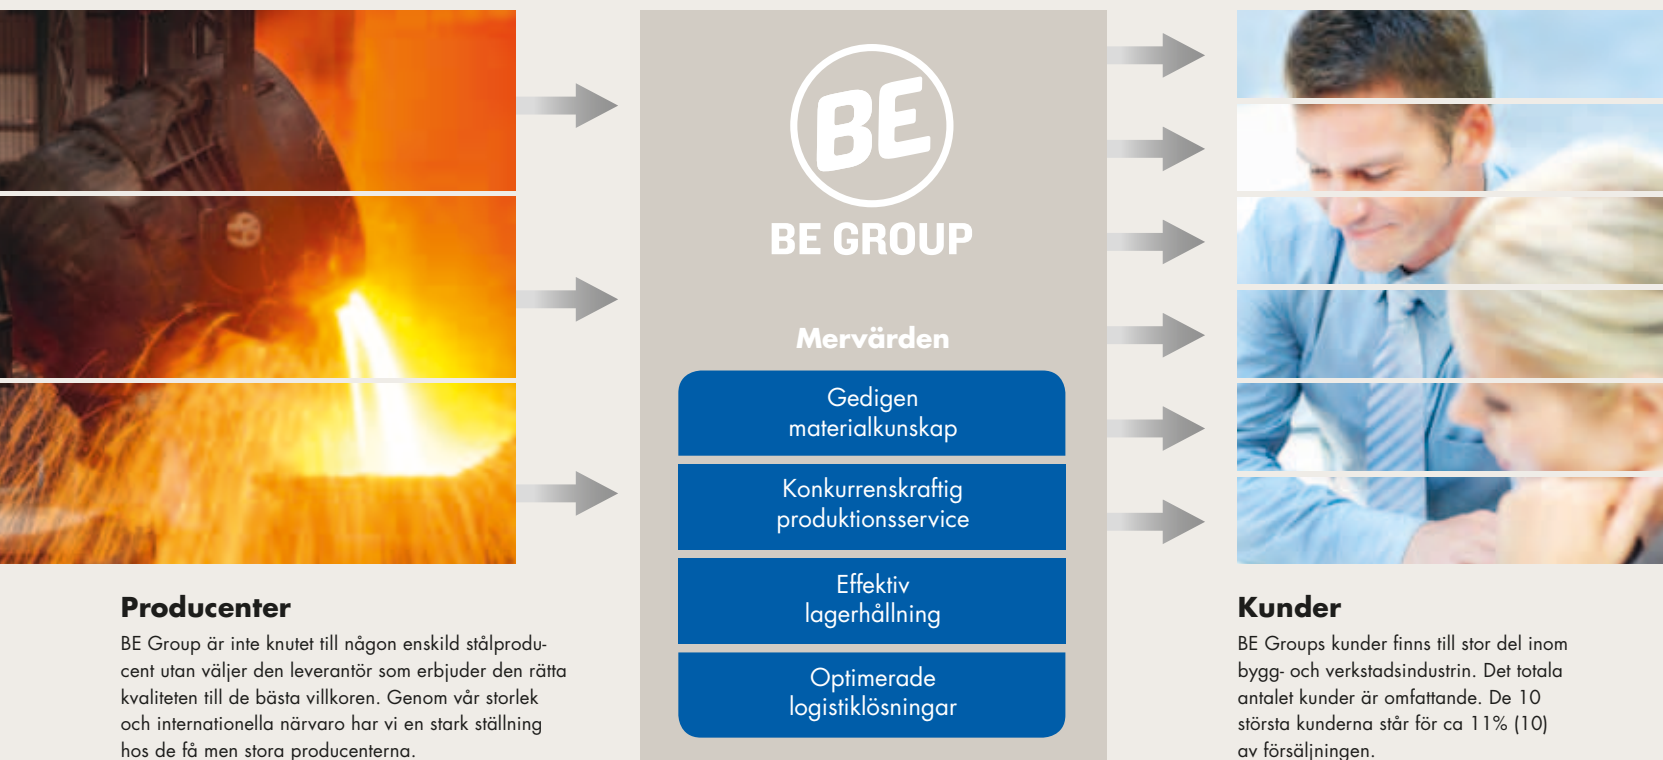 BE
BE GROUP
Mervärden
Gedigen
materialkunskap
Konkurrenskraftig
produktionsservice
Effektiv
lagerhållning
Optimerade
logistiklösningar
Producenter
BE Group är inte knutet till någon enskild stålprodu-
cent utan väljer den leverantör som erbjuder den rätta
kvaliteten till de bästa villkoren. Genom vår storlek
och internationella närvaro har vi en stark ställning
hos de få men stora producenterna.
Kunder
BE Groups kunder finns till stor del inom
bygg- och verkstadsindustrin. Det totala
antalet kunder är omfattande. De 10
största kunderna står för ca 11% (10)
av försäljningen.